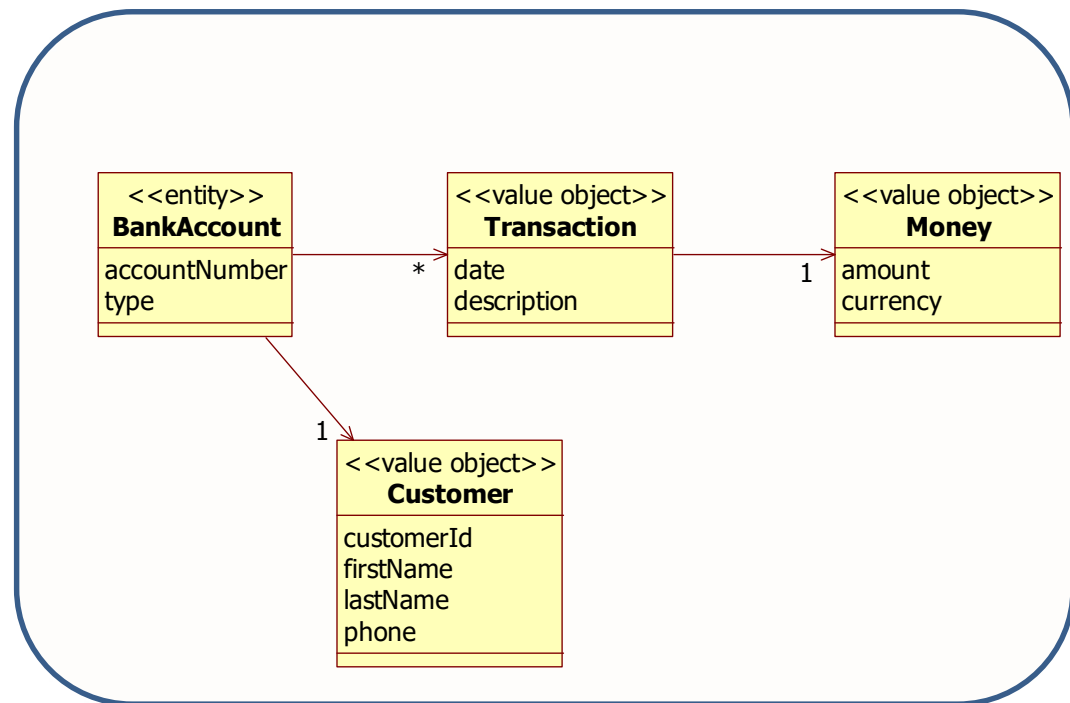 <<entity>>
BankAccount
accountNumber
type
*
<<value object>>
Transaction
date
description
1
<<value object>>
Money
amount
currency
1
<<value object>>
Customer
customerId
firstName
lastName
phone